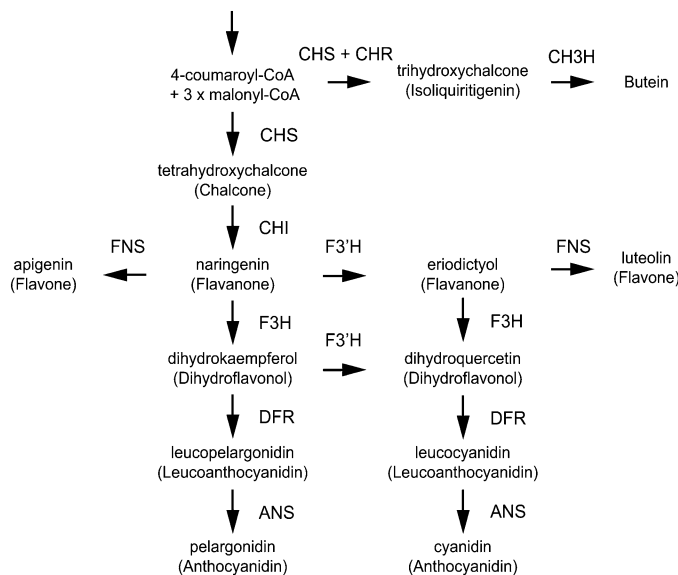 CHS + CHR
CH3H
4-coumaroyl-CoA
+ 3 x malonyl-CoA
trihydroxychalcone
(Isoliquiritigenin)
Butein
CHS
tetrahydroxychalcone
(Chalcone)
CHI
FNS
F3’H
FNS
apigenin
(Flavone)
naringenin
(Flavanone)
eriodictyol
(Flavanone)
luteolin
(Flavone)
F3H
F3’H
F3H
dihydrokaempferol
(Dihydroflavonol)
dihydroquercetin
(Dihydroflavonol)
DFR
DFR
leucopelargonidin
(Leucoanthocyanidin)
leucocyanidin
(Leucoanthocyanidin)
ANS
ANS
pelargonidin
(Anthocyanidin)
cyanidin
(Anthocyanidin)